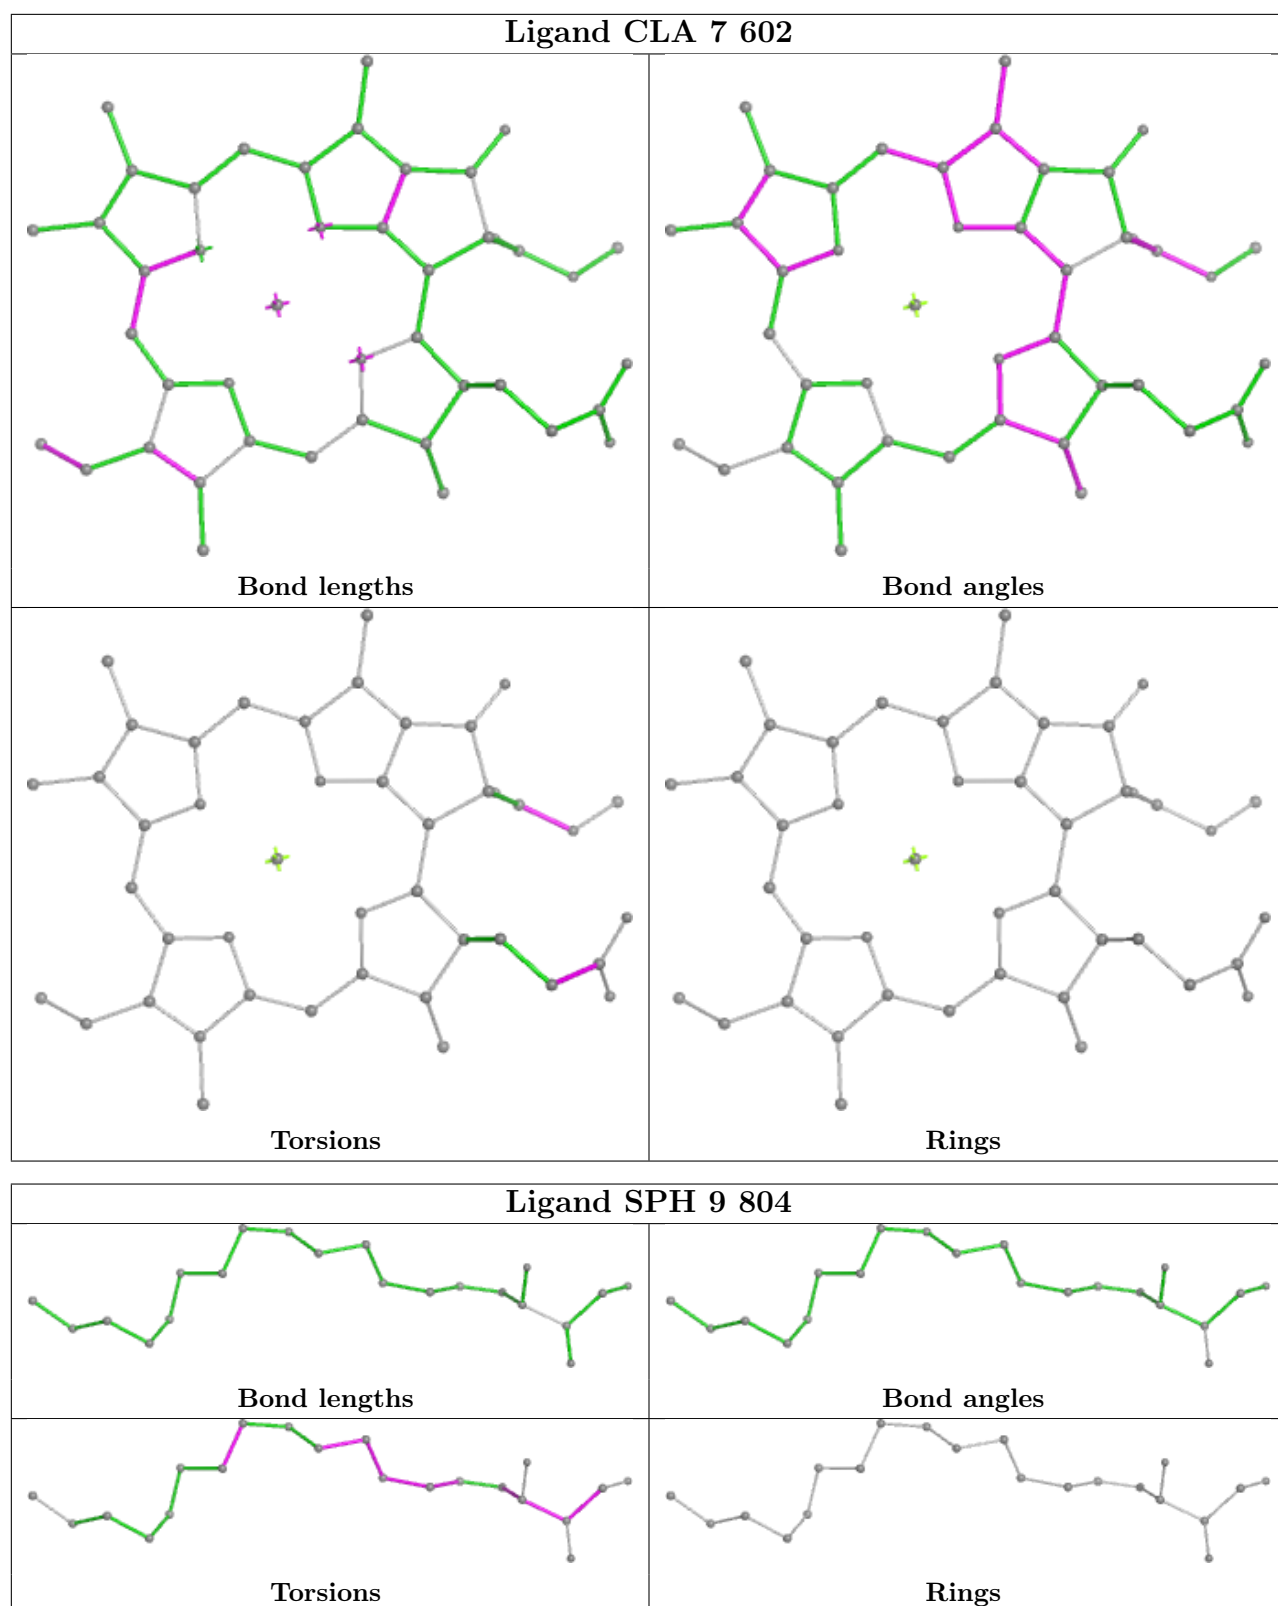 Ligand CLA 7 602
Bond lengths
Bond angles
Torsions
Rings
Ligand SPH 9 804
Bond lengths
Bond angles
Torsions
Rings